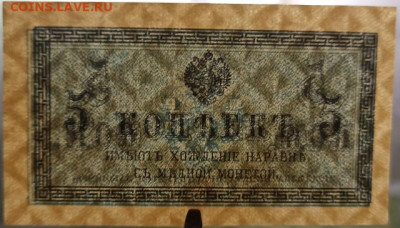 COINS.LAVE.RU
5 КОПѢЕКЪ 5
ИМѢЮТЪ ХОЖДЕНІЕ НАРАВНѢ
СЪ МѢДНОЙ МОНЕТОЙ.